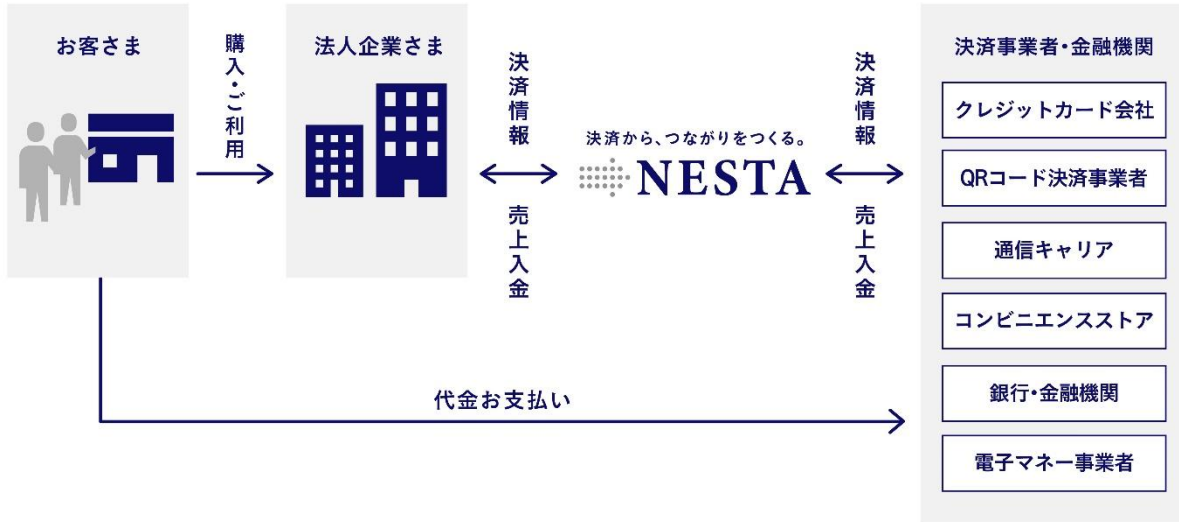 お客さま
購入・ご利用
法人企業さま
決済情報
売上入金
決済から、つながりをつくる。
NESTA
決済情報
売上入金
決済事業者・金融機関
クレジットカード会社
QRコード決済事業者
通信キャリア
コンビニエンスストア
銀行・金融機関
電子マネー事業者
代金お支払い